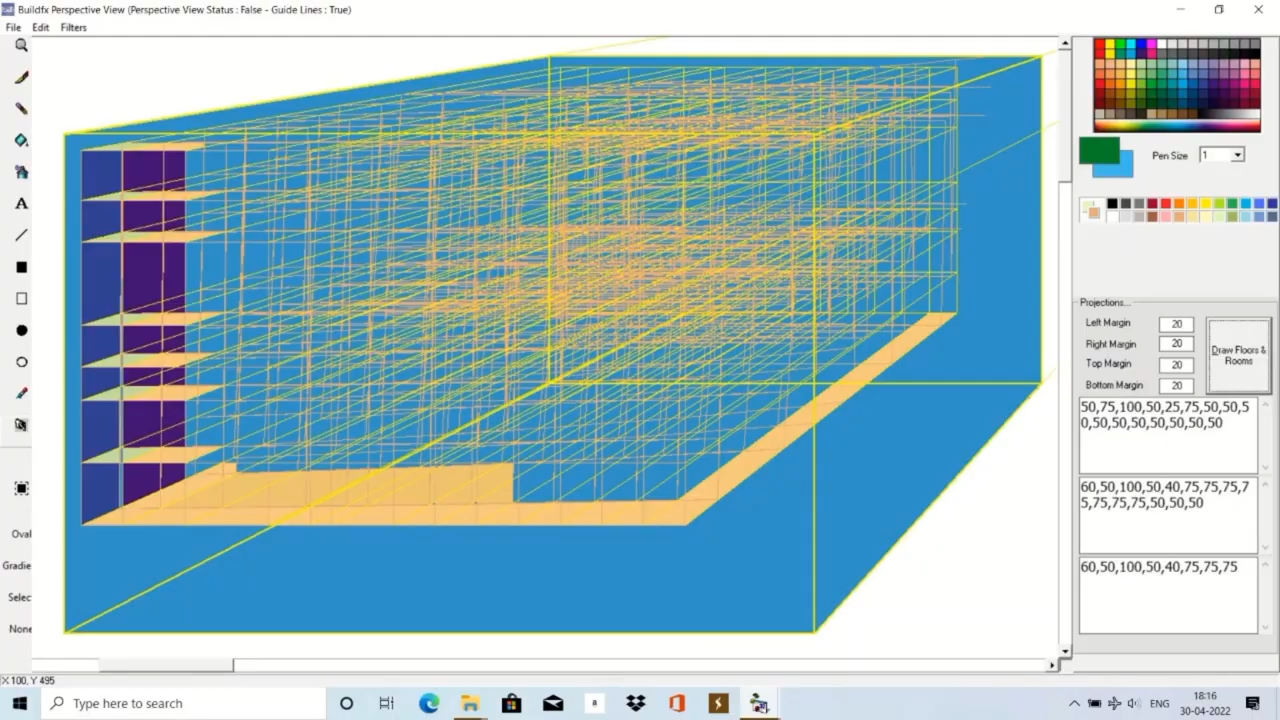 Buildfx Perspective View (Perspective View Status : False - Guide Lines : True)
File Edit Filters
A
Pen Size 1
Projections...
Left Margin 20
Right Margin 20
Top Margin 20
Bottom Margin 20
Draw Floors &
Rooms
50,75,100,50,25,75,50,50,5
0,50,50,50,50,50,50,50
60,50,100,50,40,75,75,75,7
5,75,75,75,50,50,50
60,50,100,50,40,75,75,75
Oval
Gradie
Selec
None
X 100, Y 495
Type here to search
a
ENG
18:16
30-04-2022